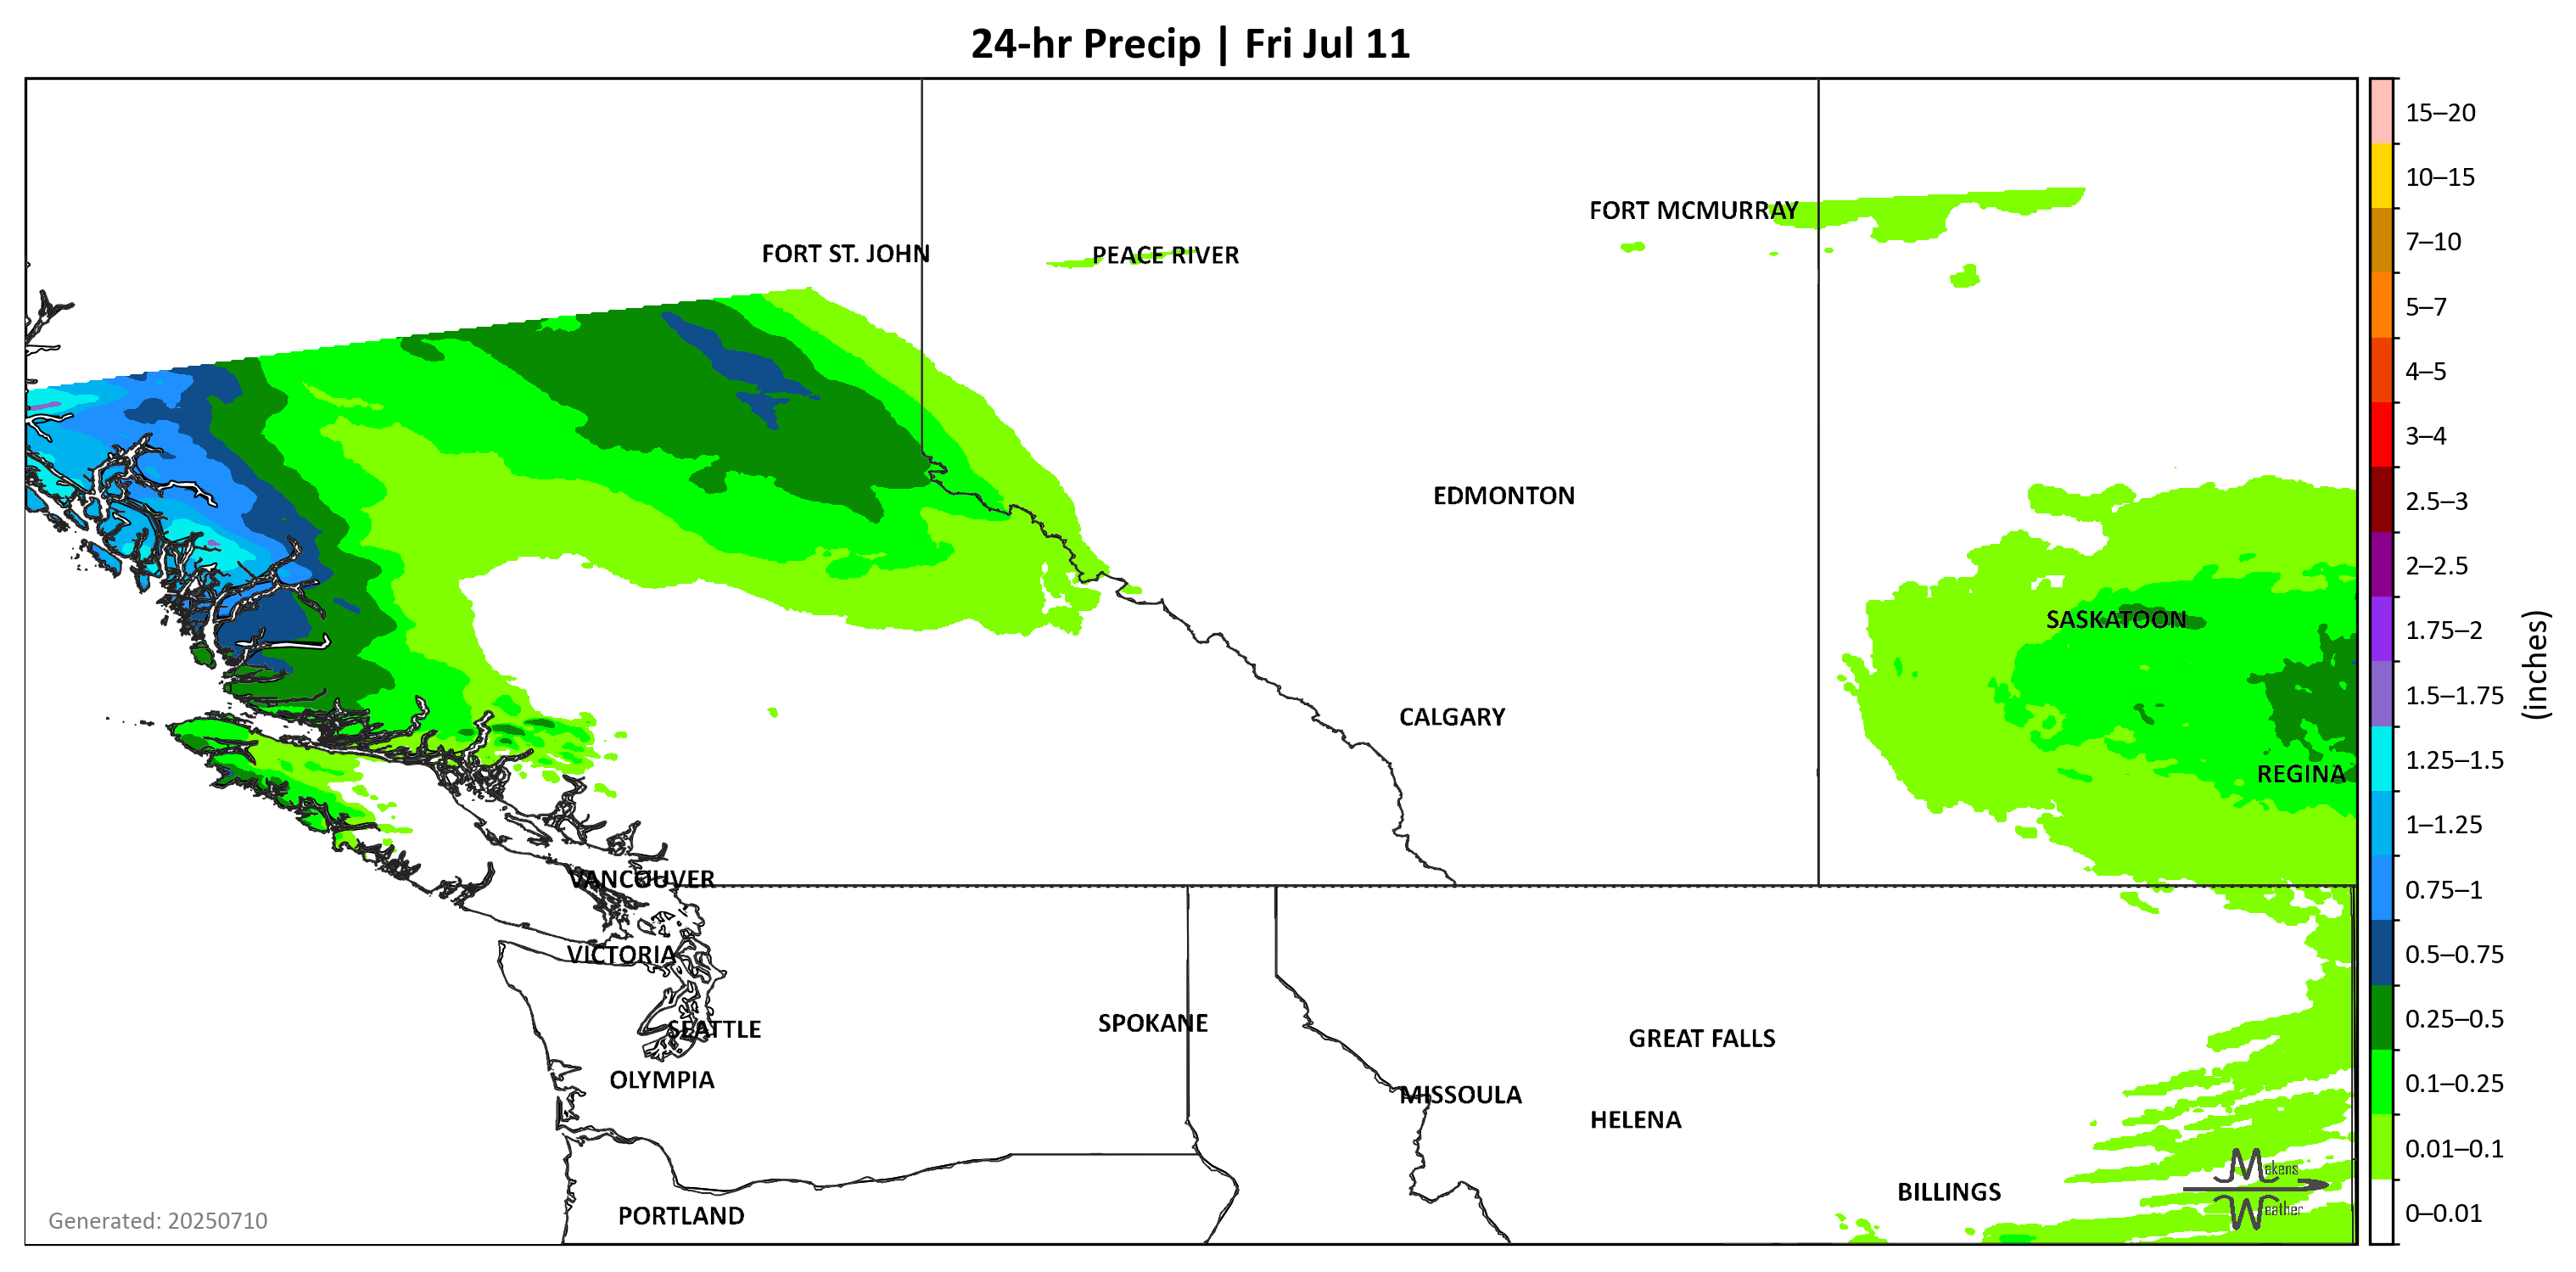 24-hr Precip | Fri Jul 11
15–20
10–15
7–10
5–7
4–5
3–4
2.5–3
2–2.5
1.75–2
1.5–1.75
1.25–1.5
1–1.25
0.75–1
0.5–0.75
0.25–0.5
0.1–0.25
0.01–0.1
0–0.01
(inches)
FORT MCMURRAY
FORT ST. JOHN
PEACE RIVER
EDMONTON
SASKATOON
CALGARY
REGINA
VANCOUVER
VICTORIA
SEATTLE
SPOKANE
GREAT FALLS
OLYMPIA
MISSOULA
HELENA
BILLINGS
PORTLAND
Mekens
Weather
Generated: 20250710